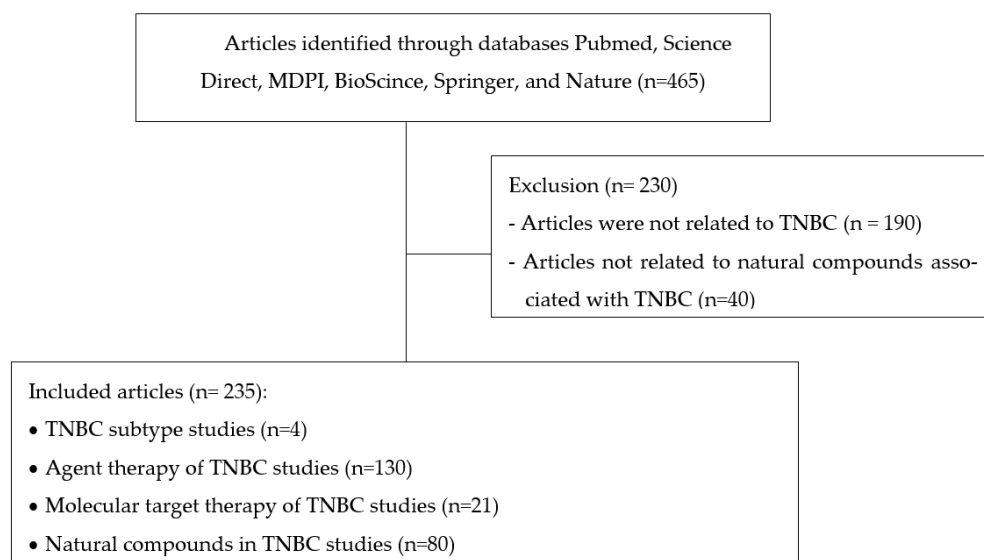 Articles identified through databases Pubmed, Science
Direct, MDPI, BioScince, Springer, and Nature (n=465)
Exclusion (n= 230)
- Articles were not related to TNBC (n = 190)
- Articles not related to natural compounds asso-
ciated with TNBC (n=40)
Included articles (n= 235):
• TNBC subtype studies (n=4)
• Agent therapy of TNBC studies (n=130)
• Molecular target therapy of TNBC studies (n=21)
• Natural compounds in TNBC studies (n=80)